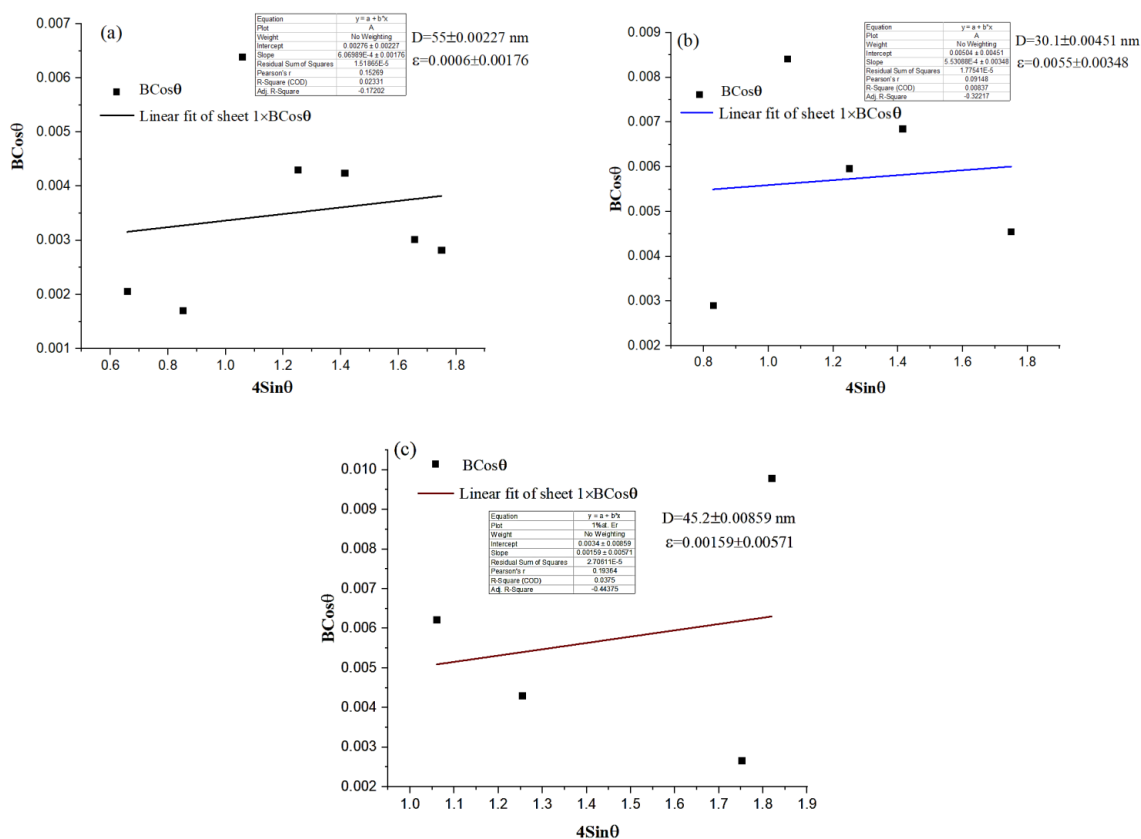 (a)
Equation y = a + b*x
Plot A
Weight No Weighting
Intercept 0.00276 ± 0.00227
Slope 6.06989E-4 ± 0.00176
Residual Sum of Squares 1.51865E-5
Pearson's r 0.15269
R-Square (COD) 0.02331
Adj. R-Square -0.17202
D=55±0.00227 nm
ε=0.0006±0.00176
BCosθ
Linear fit of sheet 1×BCosθ
0.007
0.006
0.005
0.004
0.003
0.002
0.001
BCosθ
0.6 0.8 1.0 1.2 1.4 1.6 1.8
4Sinθ
(b)
Equation y = a + b*x
Plot A
Weight No Weighting
Intercept 0.00504 ± 0.00451
Slope 5.53088E-4 ± 0.00348
Residual Sum of Squares 1.77541E-5
Pearson's r 0.09148
R-Square (COD) 0.00837
Adj. R-Square -0.32217
D=30.1±0.00451 nm
ε=0.0055±0.00348
BCosθ
Linear fit of sheet 1×BCosθ
0.009
0.008
0.007
0.006
0.005
0.004
0.003
0.002
BCosθ
0.8 1.0 1.2 1.4 1.6 1.8
4Sinθ
(c)
BCosθ
Linear fit of sheet 1×BCosθ
Equation y = a + b*x
Plot 1%at. Er
Weight No Weighting
Intercept 0.0034 ± 0.00859
Slope 0.00159 ± 0.00571
Residual Sum of Squares 2.70611E-5
Pearson's r 0.19364
R-Square (COD) 0.0375
Adj. R-Square -0.44375
D=45.2±0.00859 nm
ε=0.00159±0.00571
0.010
0.009
0.008
0.007
0.006
0.005
0.004
0.003
0.002
BCosθ
1.0 1.1 1.2 1.3 1.4 1.5 1.6 1.7 1.8 1.9
4Sinθ